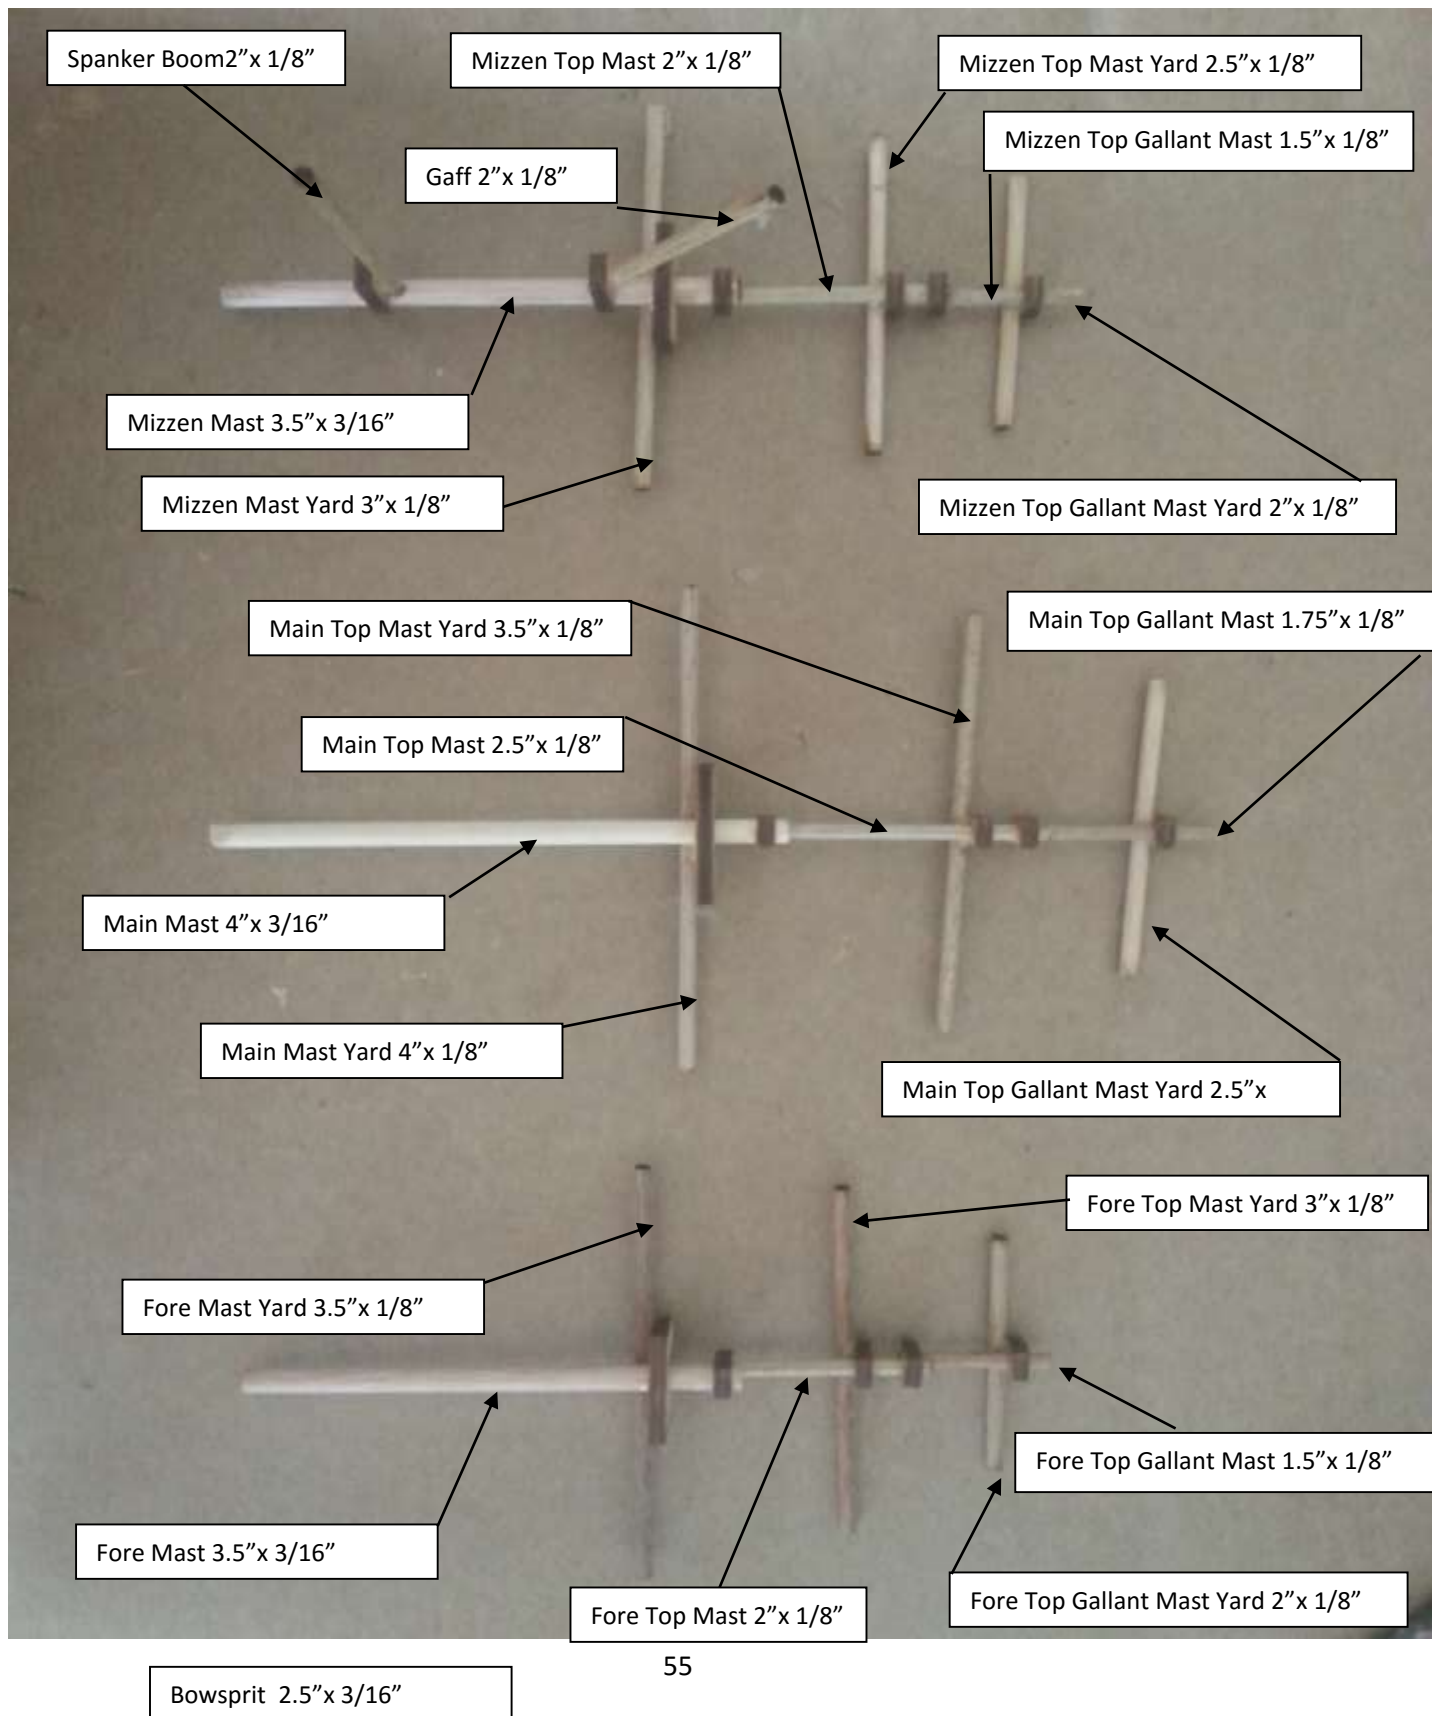 Spanker Boom2”x 1/8”
Mizzen Top Mast 2”x 1/8”
Mizzen Top Mast Yard 2.5”x 1/8”
Mizzen Top Gallant Mast 1.5”x 1/8”
Gaff 2”x 1/8”
Mizzen Mast 3.5”x 3/16”
Mizzen Mast Yard 3”x 1/8”
Mizzen Top Gallant Mast Yard 2”x 1/8”
Main Top Mast Yard 3.5”x 1/8”
Main Top Gallant Mast 1.75”x 1/8”
Main Top Mast 2.5”x 1/8”
Main Mast 4”x 3/16”
Main Mast Yard 4”x 1/8”
Main Top Gallant Mast Yard 2.5”x
Fore Top Mast Yard 3”x 1/8”
Fore Mast Yard 3.5”x 1/8”
Fore Top Gallant Mast 1.5”x 1/8”
Fore Mast 3.5”x 3/16”
Fore Top Mast 2”x 1/8”
Fore Top Gallant Mast Yard 2”x 1/8”
55
Bowsprit  2.5”x 3/16”